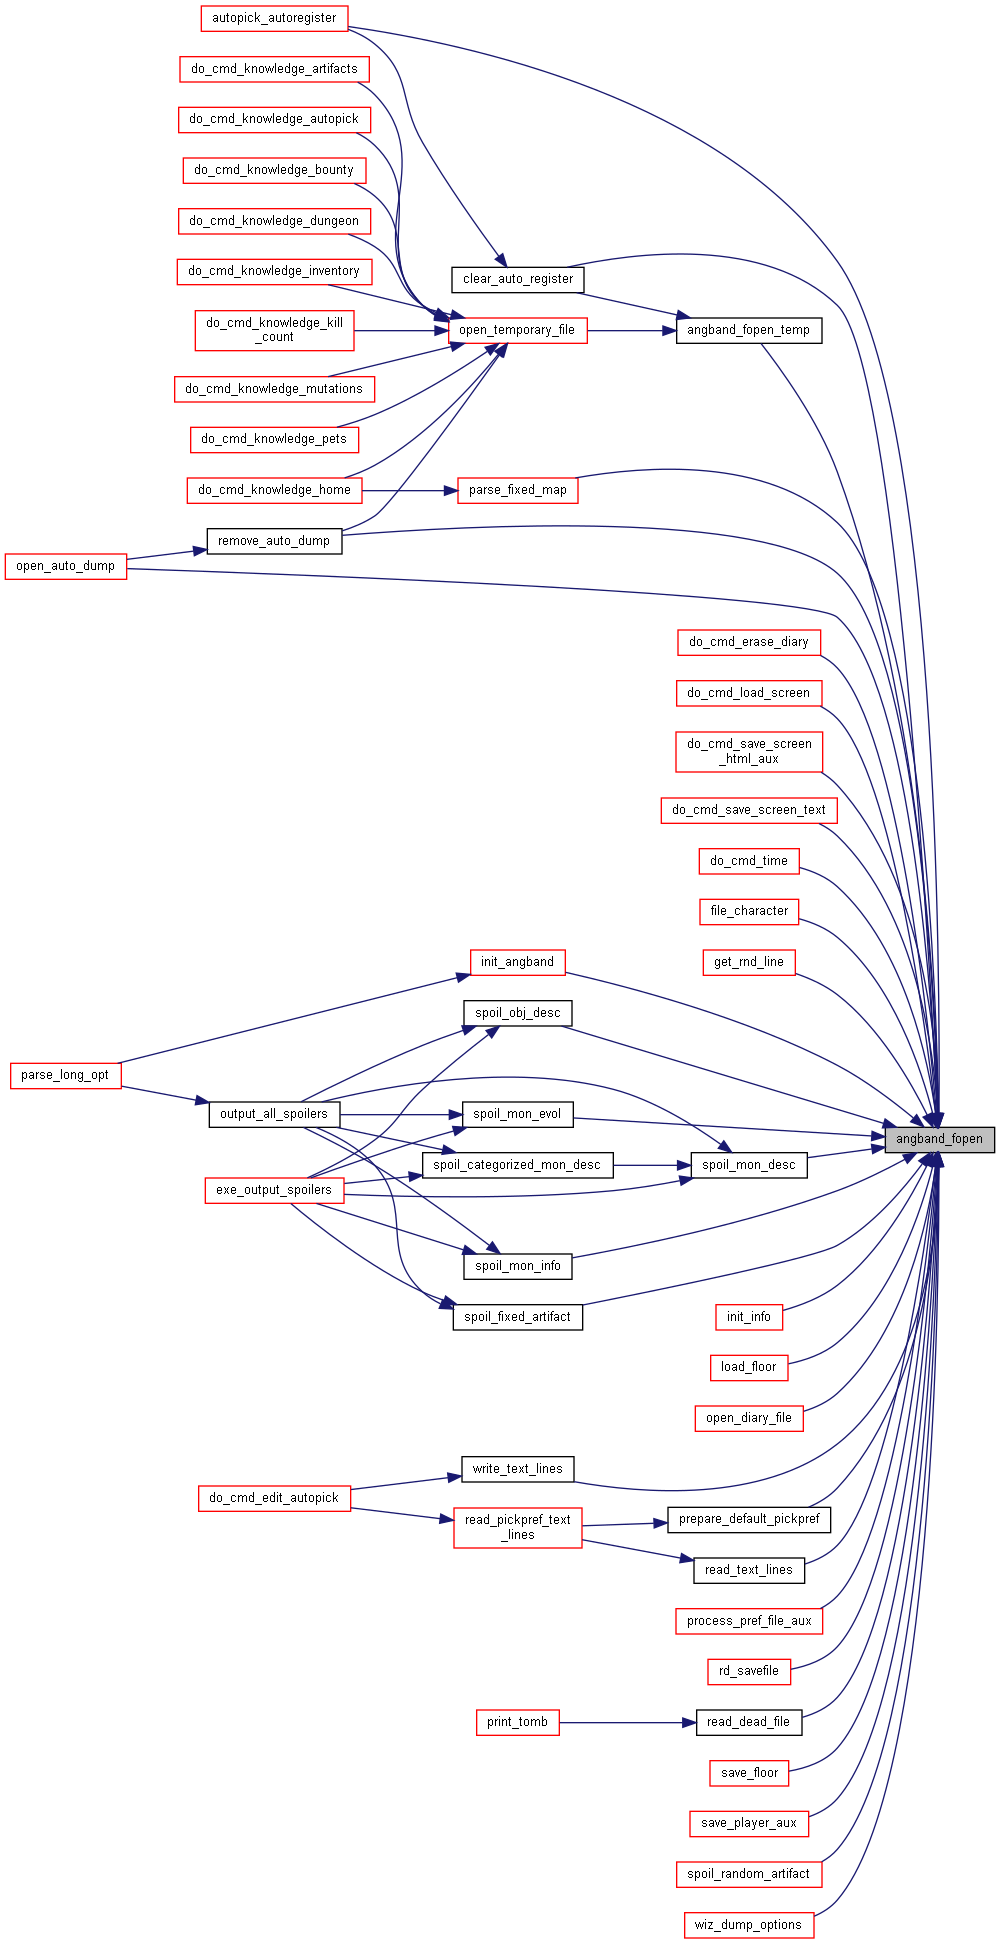 autopick_autoregister
do_cmd_knowledge_artifacts
do_cmd_knowledge_autopick
do_cmd_knowledge_bounty
do_cmd_knowledge_dungeon
do_cmd_knowledge_inventory
clear_auto_register
do_cmd_knowledge_kill
_count
open_temporary_file
angband_fopen_temp
do_cmd_knowledge_mutations
do_cmd_knowledge_pets
do_cmd_knowledge_home
parse_fixed_map
remove_auto_dump
open_auto_dump
do_cmd_erase_diary
do_cmd_load_screen
do_cmd_save_screen
_html_aux
do_cmd_save_screen_text
do_cmd_time
file_character
get_rnd_line
init_angband
spoil_obj_desc
parse_long_opt
output_all_spoilers
spoil_mon_evol
angband_fopen
spoil_categorized_mon_desc
spoil_mon_desc
exe_output_spoilers
spoil_mon_info
spoil_fixed_artifact
init_info
load_floor
open_diary_file
write_text_lines
do_cmd_edit_autopick
read_pickpref_text
_lines
prepare_default_pickpref
read_text_lines
process_pref_file_aux
rd_savefile
print_tomb
read_dead_file
save_floor
save_player_aux
spoil_random_artifact
wiz_dump_options